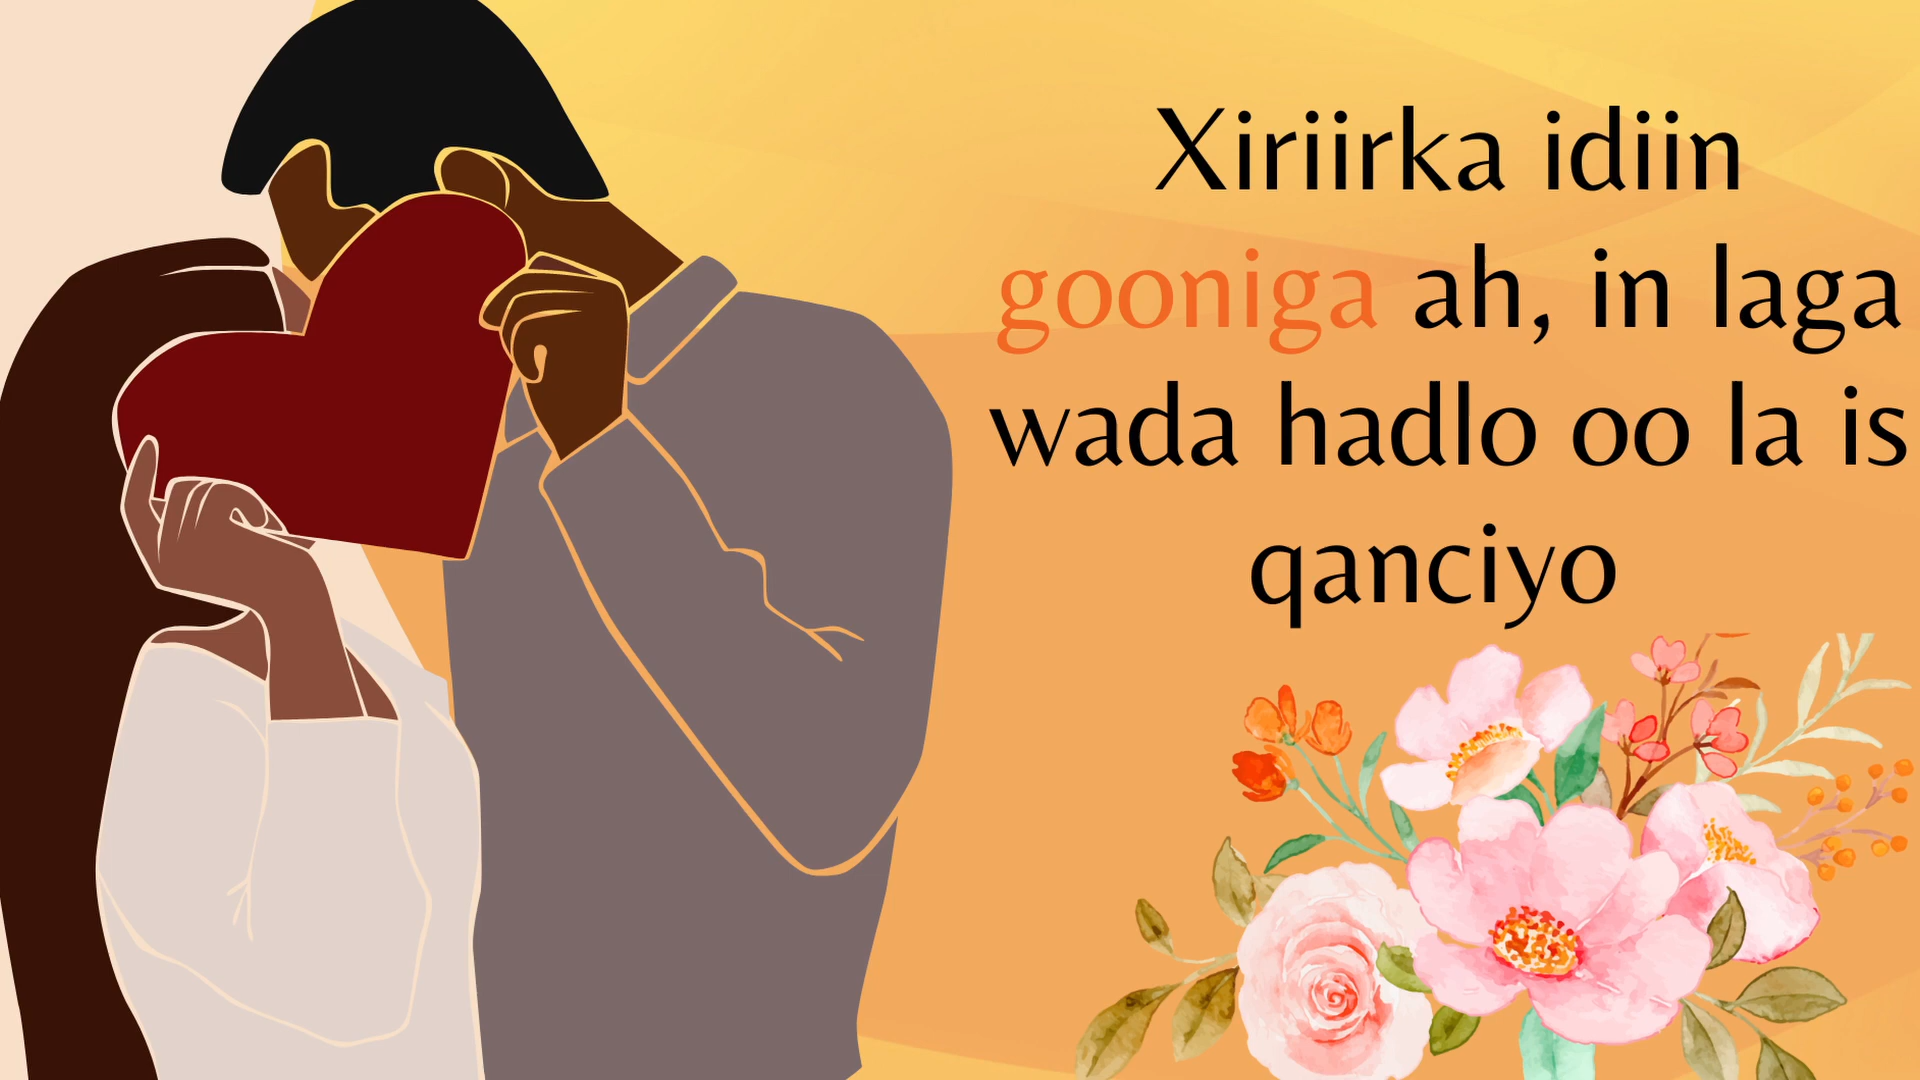 Xiriirka idiin
gooniga ah, in laga
wada hadlo oo la is
qanciyo